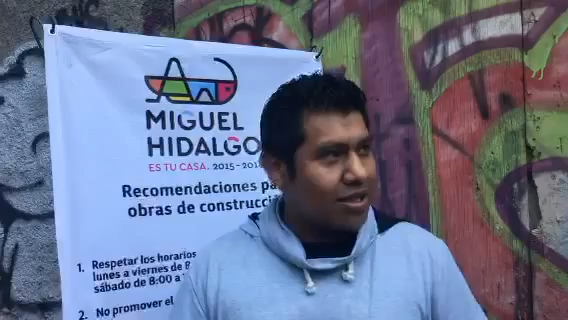 MIGUEL
HIDALGO
ES TU CASA. 2015-201
Recomendaciones pa
obras de construcci
1. Respetar los horarios
lunes a viernes de 8
sábado de 8:00 a
2. No promover el